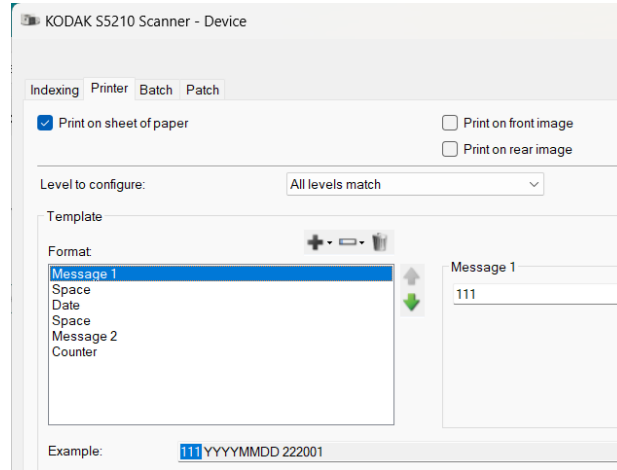 KODAK S5210 Scanner - Device
Indexing Printer Batch Patch
Print on sheet of paper
Print on front image
Print on rear image
Level to configure: All levels match
Template
Format:
Message 1
Space
Date
Space
Message 2
Counter
Message 1
111
Example: 111 YYYYMMDD 222001